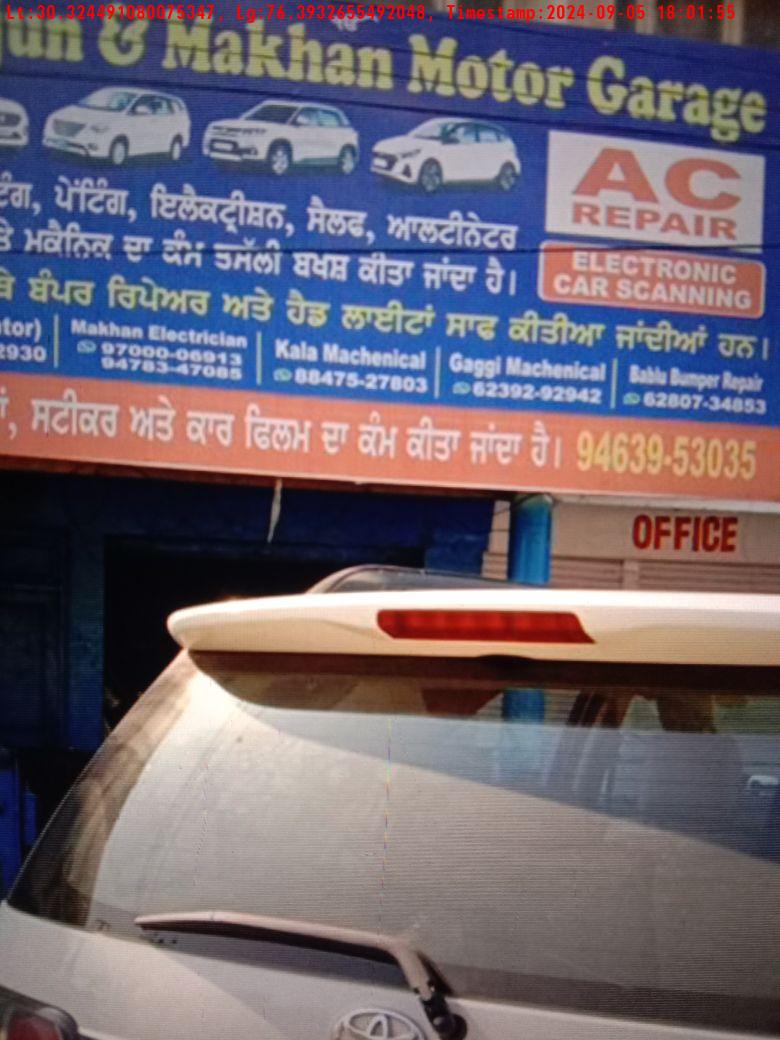 Lt:30.324491080075347, Lg:76.3932655492048, Timestamp:2024-09-05 18:01:55
& Makhan Motor Garage
AC
REPAIR
ELECTRONIC
CAR SCANNING
ਪੇਂਟਿੰਗ, ਇਲੈਕਟ੍ਰੀਸ਼ਨ, ਸੈਲਫ, ਆਲਟੀਨੇਟਰ
ਮਕੈਨਿਕ ਦਾ ਕੰਮ ਤਸੱਲੀ ਬਖਸ਼ ਕੀਤਾ ਜਾਂਦਾ ਹੈ।
ਬੰਪਰ ਰਿਪੇਅਰ ਅਤੇ ਹੈਡ ਲਾਈਟਾਂ ਸਾਫ ਕੀਤੀਆ ਜਾਂਦੀਆਂ ਹਨ।
Makhan Electrician
97000-06913
94783-47085
Kala Machenical
88475-27803
Gaggi Machenical
62392-92942
Bablu Bumper Repair
62807-34853
ਸਟੀਕਰ ਅਤੇ ਕਾਰ ਫਿਲਮ ਦਾ ਕੰਮ ਕੀਤਾ ਜਾਂਦਾ ਹੈ। 94639-53035
OFFICE